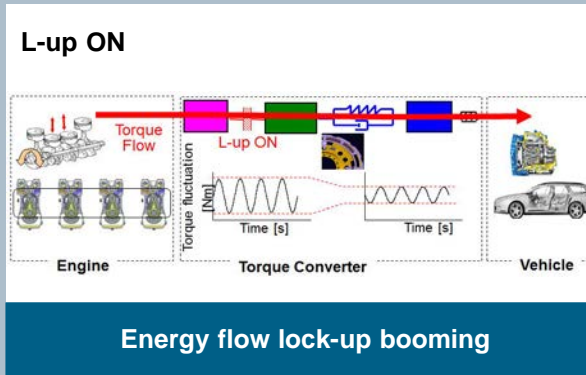 L-up ON
Torque
Flow
L-up ON
Torque fluctuation
[Nm]
Time [s]
Time [s]
Engine
Torque Converter
Vehicle
Energy flow lock-up booming